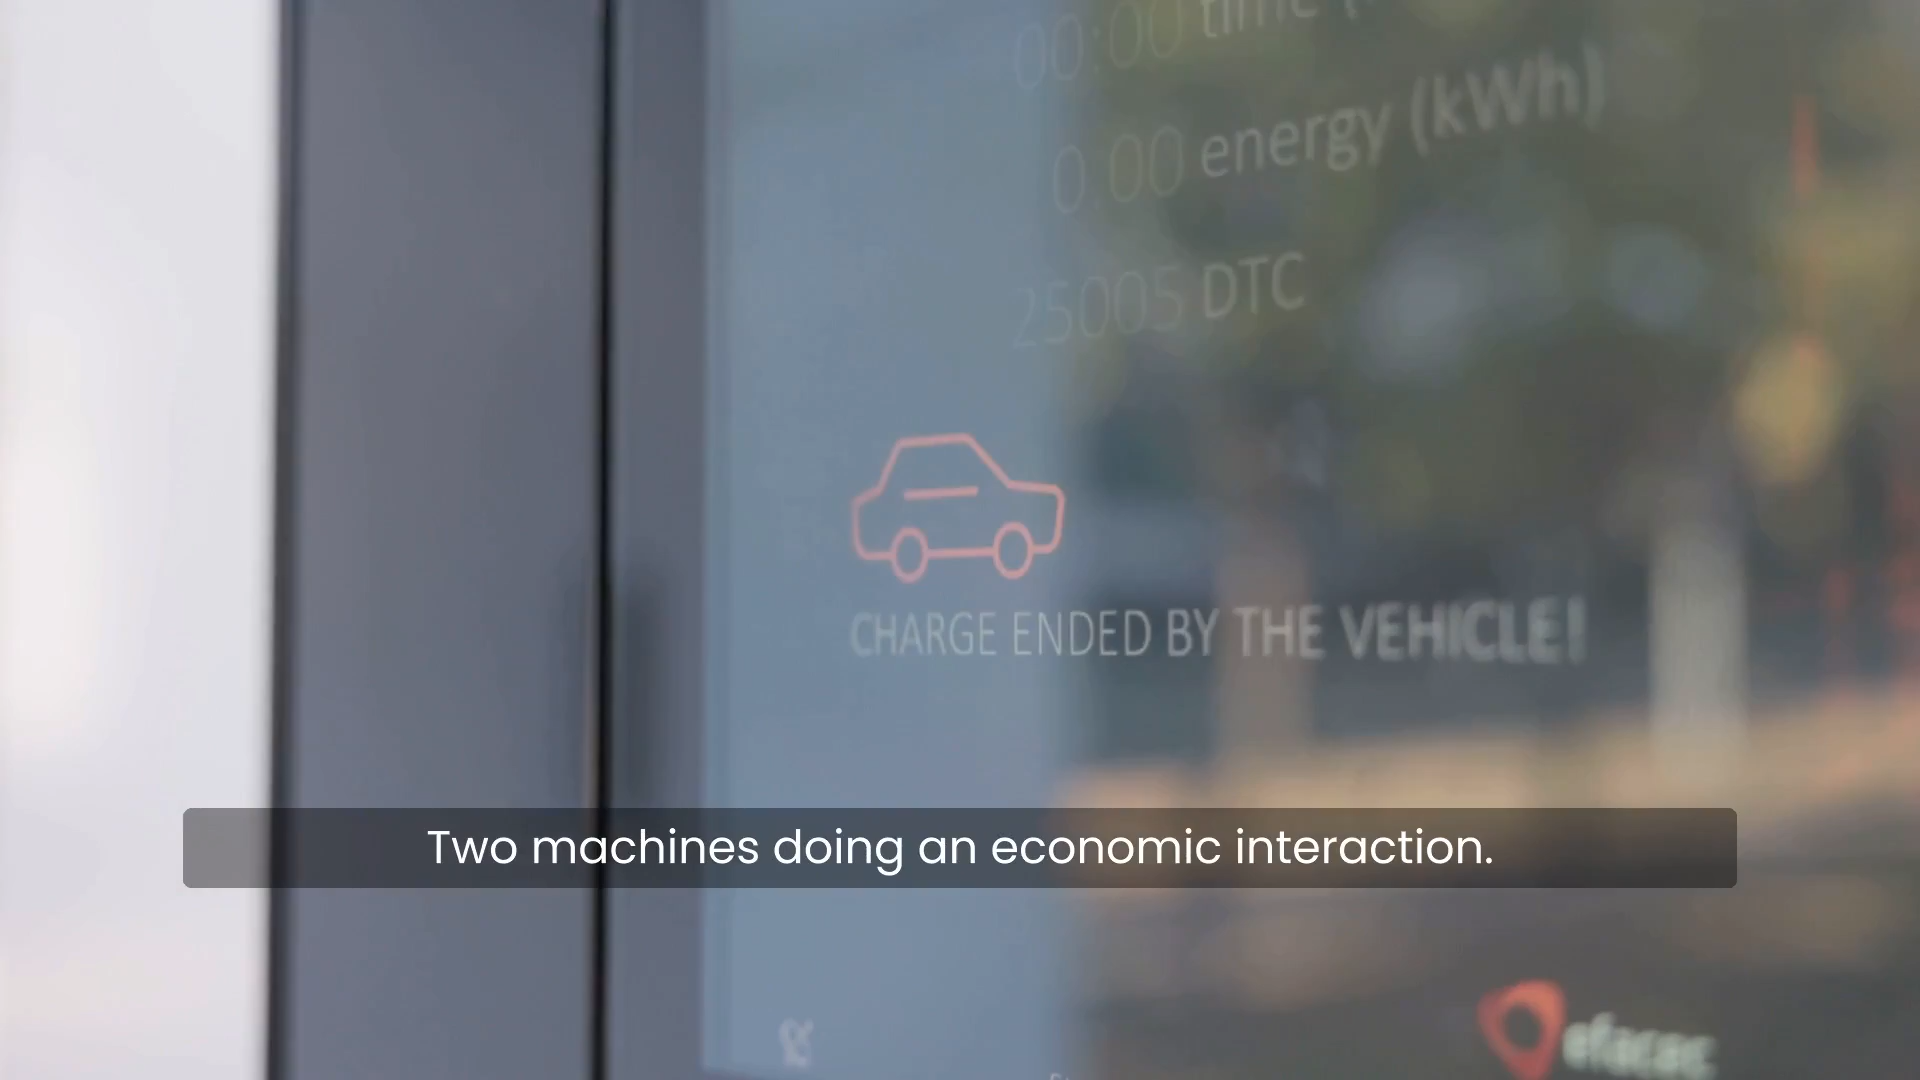 00:00 time (
0.00 energy (kWh)
25005 DTC
CHARGE ENDED BY THE VEHICLE!
Two machines doing an economic interaction.
efacec